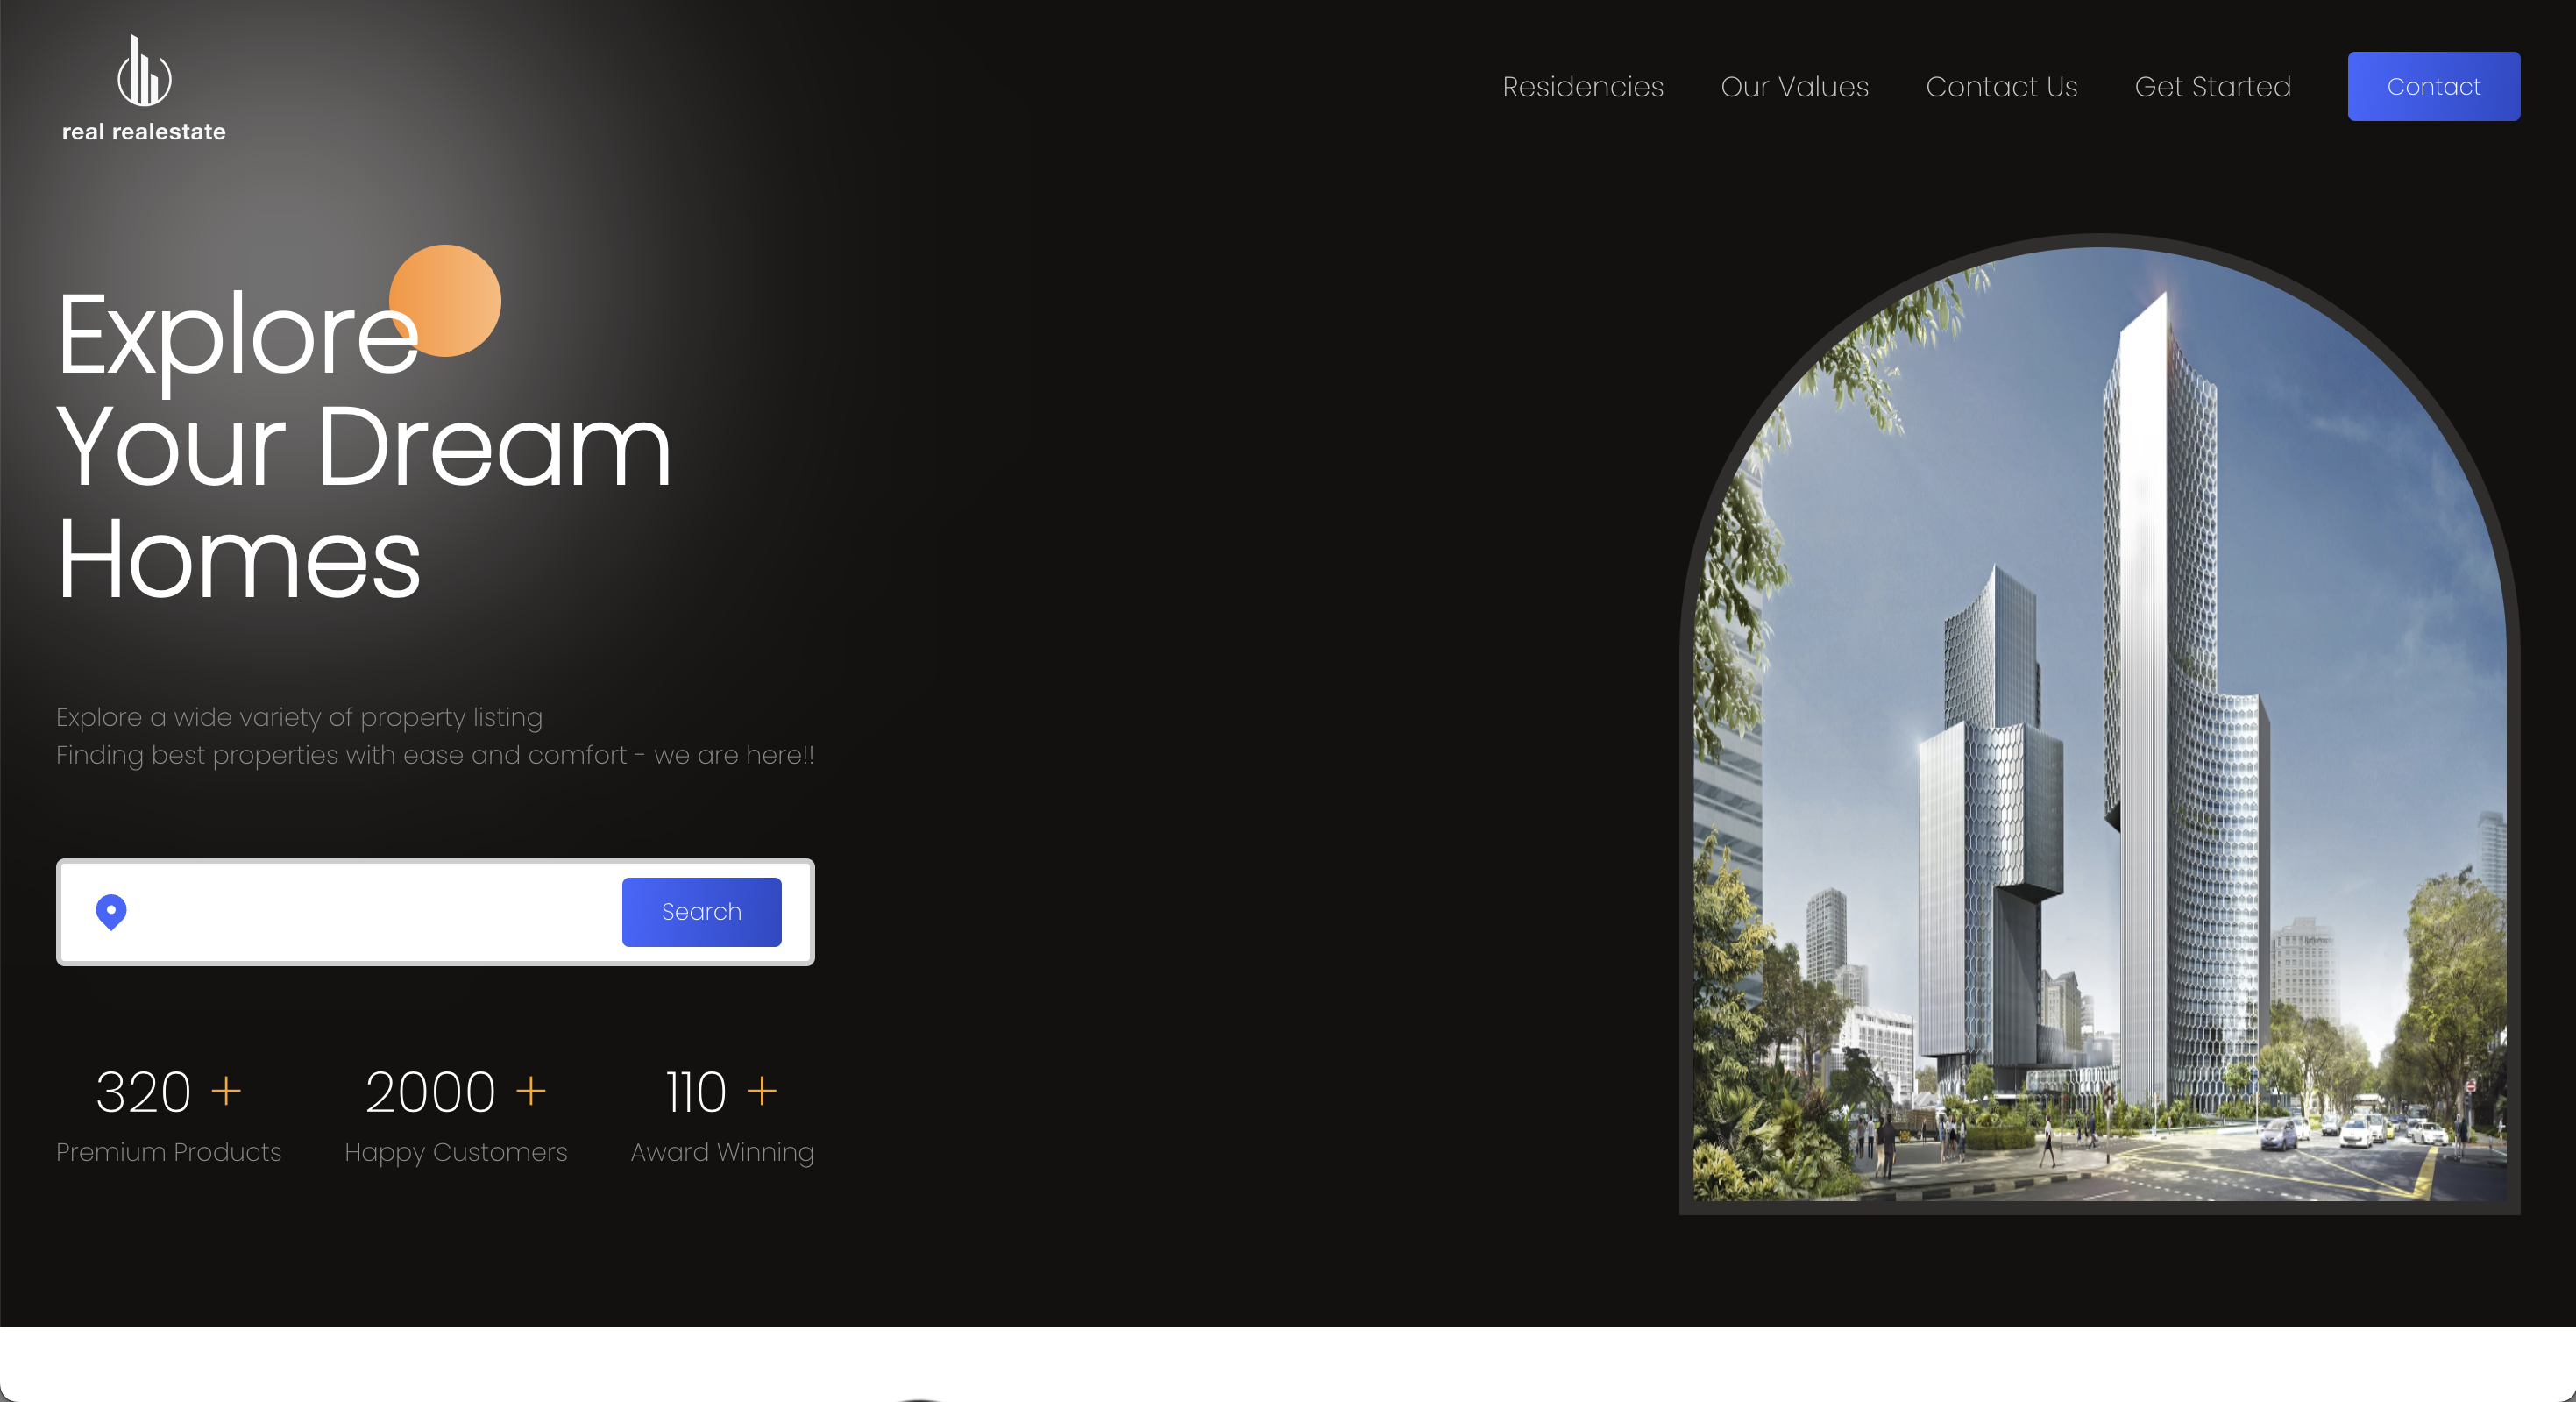 real realestate
Residencies
Our Values
Contact Us
Get Started
Contact
Explore
Your Dream
Homes
Explore a wide variety of property listing
Finding best properties with ease and comfort - we are here!!
Search
320 +
2000 +
110 +
Premium Products
Happy Customers
Award Winning